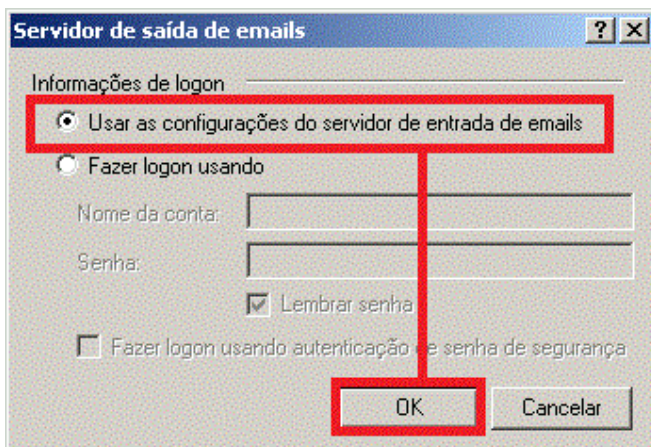 Servidor de saída de emails
Informações de logon
Usar as configurações do servidor de entrada de emails
Fazer logon usando
Nome da conta:
Senha:
Lembrar senha
Fazer logon usando autenticação de senha de segurança
OK Cancelar